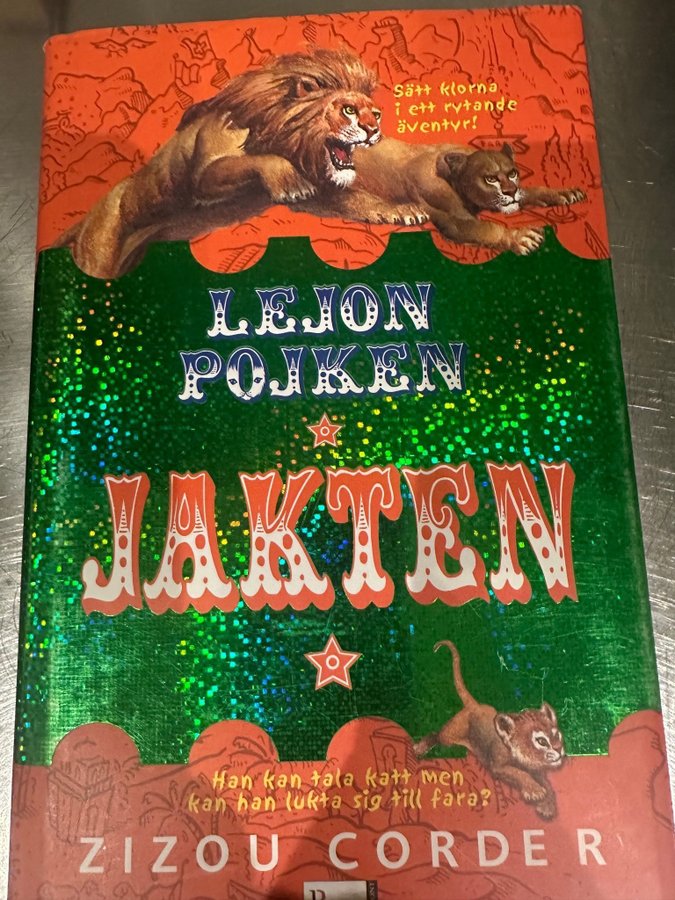 Sätt klorna
i ett rytande
äventyr!
LEJON
POJKEN
JAKTEN
Han kan tala katt men
kan han lukta sig till fara?
ZIZOU CORDER